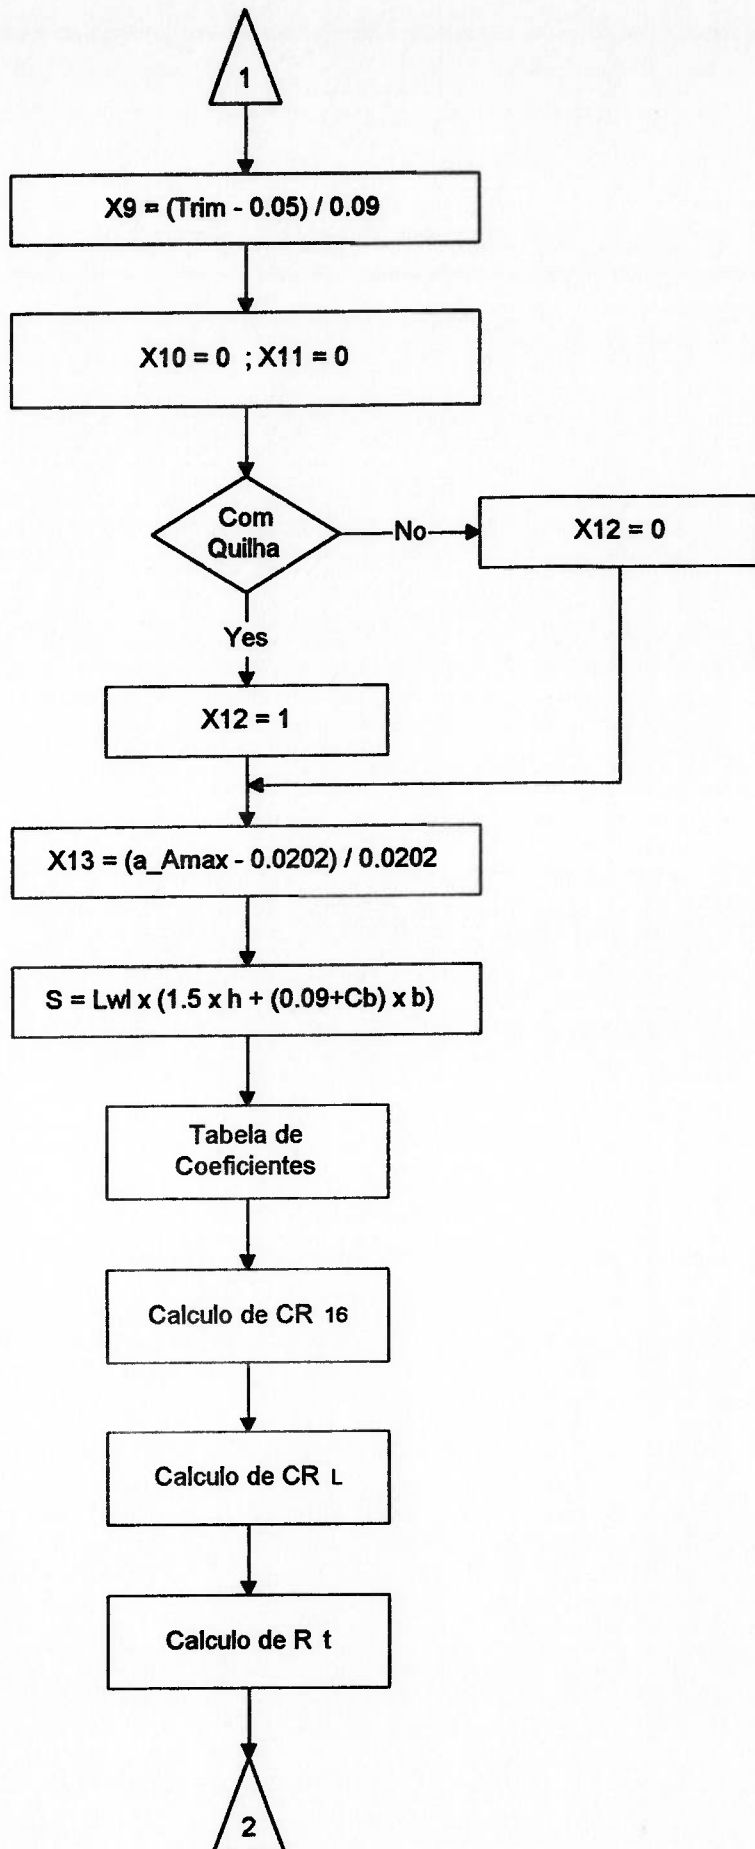 1
X9 = (Trim - 0.05) / 0.09
X10 = 0 ; X11 = 0
Com
Quilha
No
X12 = 0
Yes
X12 = 1
X13 = (a_Amax - 0.0202) / 0.0202
S = Lwl x (1.5 x h + (0.09+Cb) x b)
Tabela de
Coeficientes
Calculo de CR 16
Calculo de CR L
Calculo de R t
2